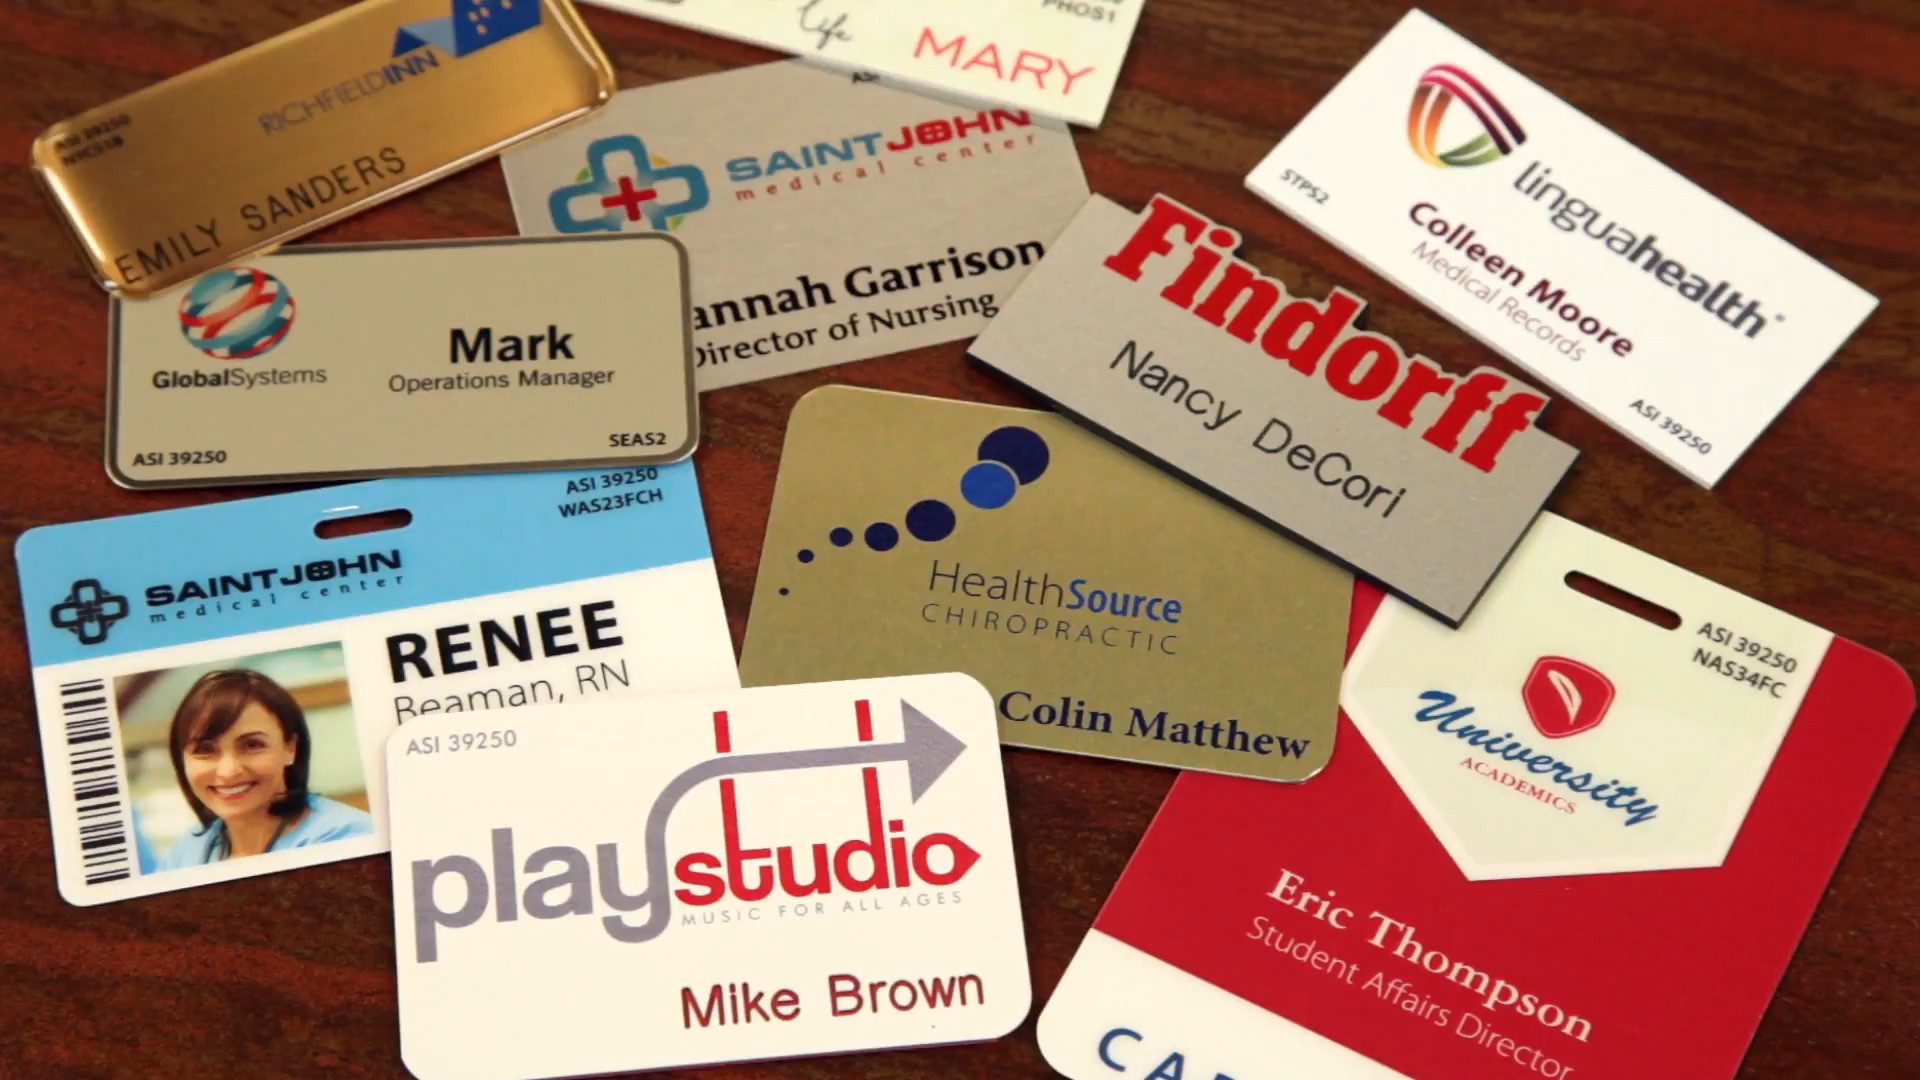 ASI 39250
RICHFIELDINN
EMILY SANDERS
life
PHOS1
MARY
SAINTJOHN
medical center
annah Garrison
Director of Nursing
linguahealth
STPS2
Colleen Moore
Medical Records
ASI 39250
GlobalSystems
Mark
Operations Manager
ASI 39250
SEAS2
Findorff
Nancy DeCori
ASI 39250
WAS23FCH
SAINTJOHN
medical center
RENEE
Beaman, RN
HealthSource
CHIROPRACTIC
Colin Matthew
ASI 39250
NAS34FC
University
ACADEMICS
Eric Thompson
Student Affairs Director
ASI 39250
playstudio
MUSIC FOR ALL AGES
Mike Brown